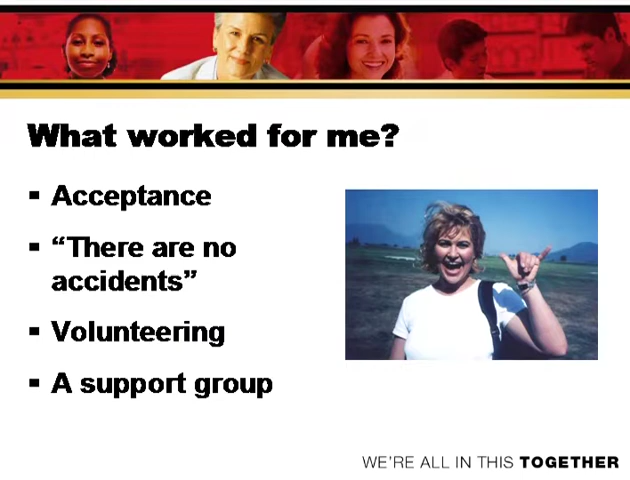 What worked for me?
▪ Acceptance
▪ “There are no
accidents”
▪ Volunteering
▪ A support group
WE'RE ALL IN THIS TOGETHER